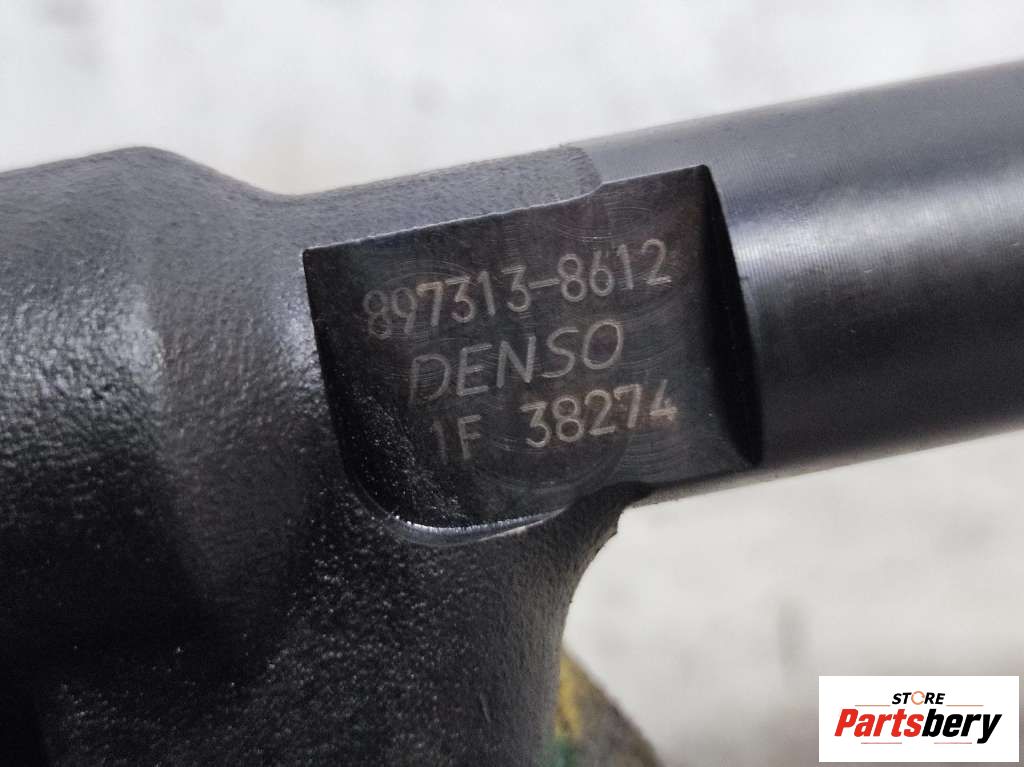 897313-8612
DENSO
1F 38274
STORE
Partsbery